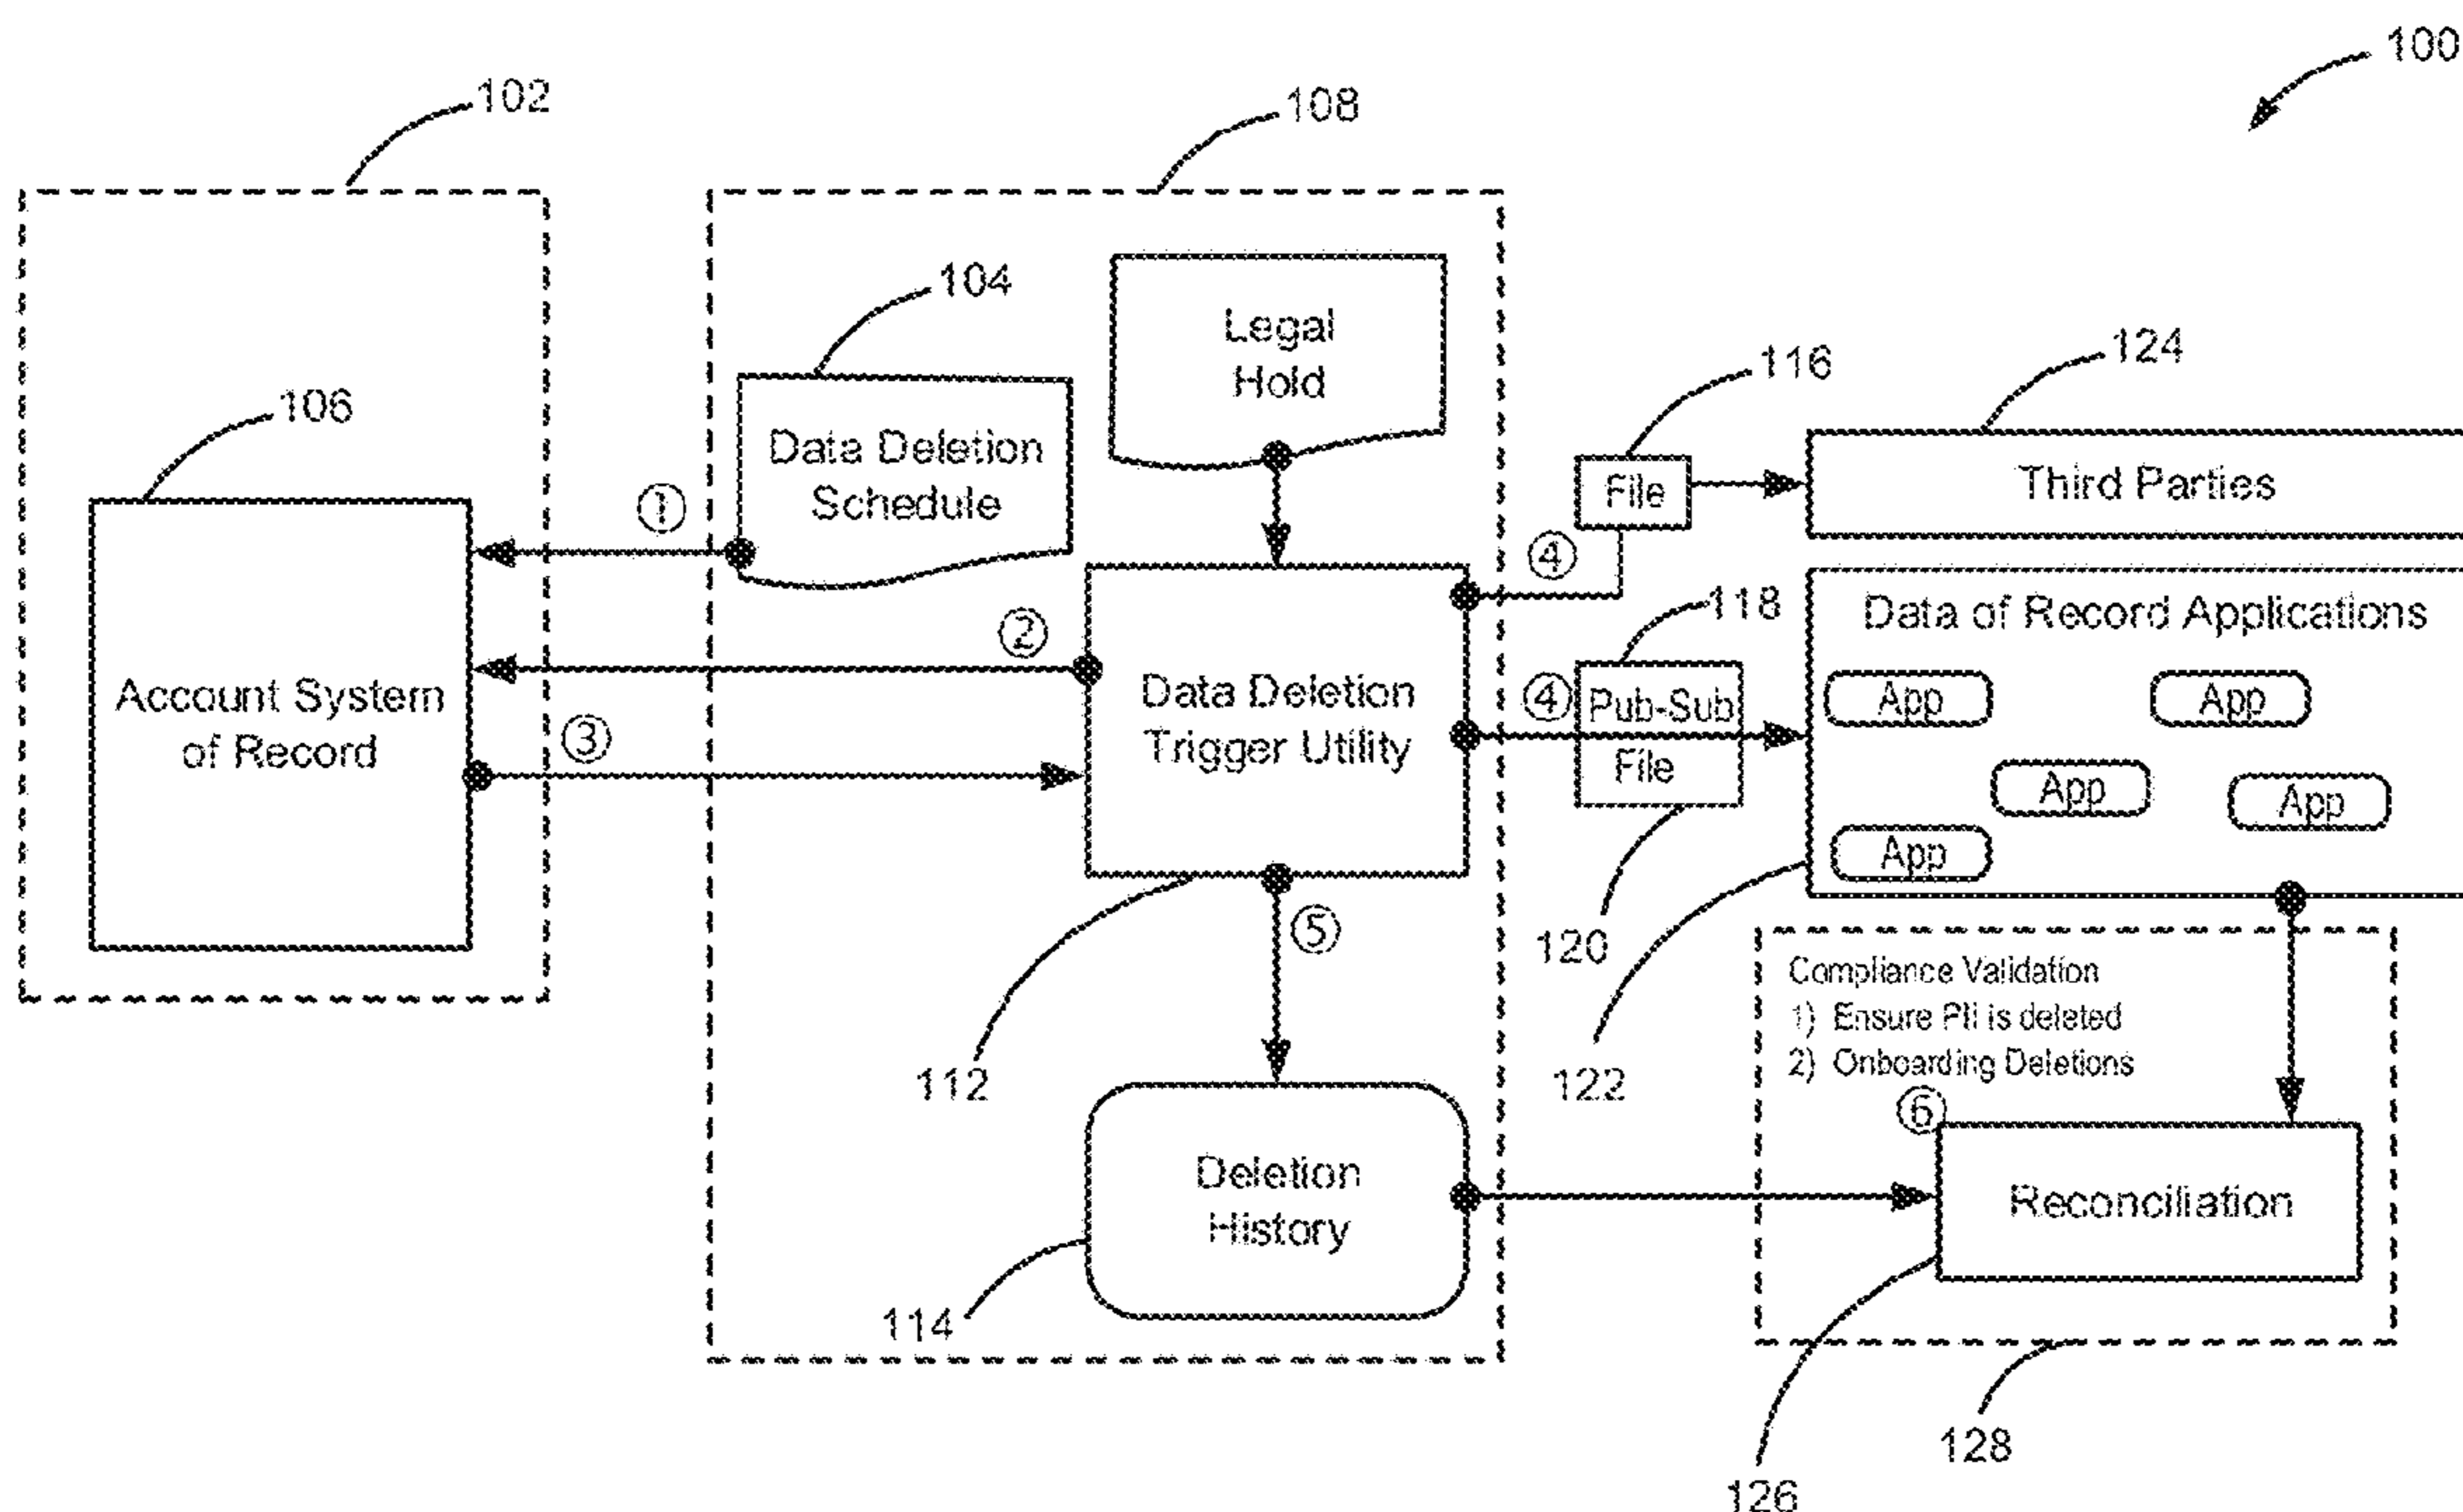 100
102
108
104
Legal
Hold
116
124
106
Data Deletion
Schedule
①
File
Third Parties
④
②
118
Data of Record Applications
Account System
of Record
③
Data Deletion
Trigger Utility
④
Pub-Sub
File
App
App
App
App
App
⑤
120
122
112
Compliance Validation
1) Ensure PII is deleted
2) Onboarding Deletions
⑥
Deletion
History
Reconciliation
114
128
126